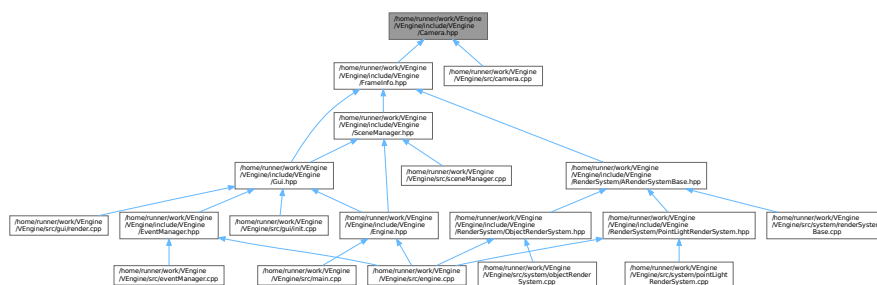 /home/runner/work/VEngine
/VEngine/include/VEngine
/Camera.hpp
/home/runner/work/VEngine
/VEngine/include/VEngine
/FrameInfo.hpp
/home/runner/work/VEngine
/VEngine/src/camera.cpp
/home/runner/work/VEngine
/VEngine/include/VEngine
/SceneManager.hpp
/home/runner/work/VEngine
/VEngine/include/VEngine
/Gui.hpp
/home/runner/work/VEngine
/VEngine/src/sceneManager.cpp
/home/runner/work/VEngine
/VEngine/include/VEngine
/RenderSystem/ARenderSystemBase.hpp
/home/runner/work/VEngine
/VEngine/src/gui/render.cpp
/home/runner/work/VEngine
/VEngine/include/VEngine
/EventManager.hpp
/home/runner/work/VEngine
/VEngine/src/gui/init.cpp
/home/runner/work/VEngine
/VEngine/include/VEngine
/Engine.hpp
/home/runner/work/VEngine
/VEngine/include/VEngine
/RenderSystem/ObjectRenderSystem.hpp
/home/runner/work/VEngine
/VEngine/include/VEngine
/RenderSystem/PointLightRenderSystem.hpp
/home/runner/work/VEngine
/VEngine/src/system/renderSystem
Base.cpp
/home/runner/work/VEngine
/VEngine/src/eventManager.cpp
/home/runner/work/VEngine
/VEngine/src/main.cpp
/home/runner/work/VEngine
/VEngine/src/engine.cpp
/home/runner/work/VEngine
/VEngine/src/system/objectRender
System.cpp
/home/runner/work/VEngine
/VEngine/src/system/pointLight
RenderSystem.cpp